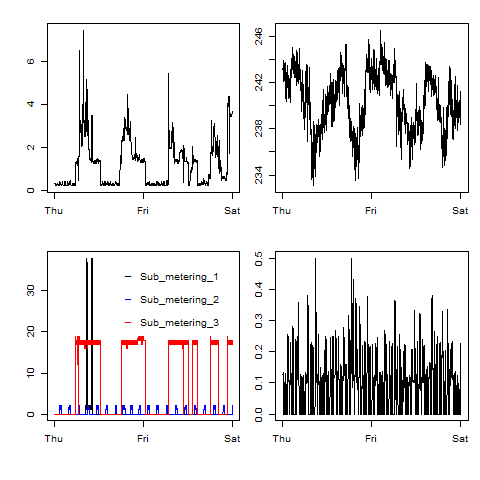 6
4
2
0
Thu Fri Sat
246
242
238
234
Thu Fri Sat
30
20
10
0
Sub_metering_1
Sub_metering_2
Sub_metering_3
Thu Fri Sat
0.5
0.4
0.3
0.2
0.1
0.0
Thu Fri Sat